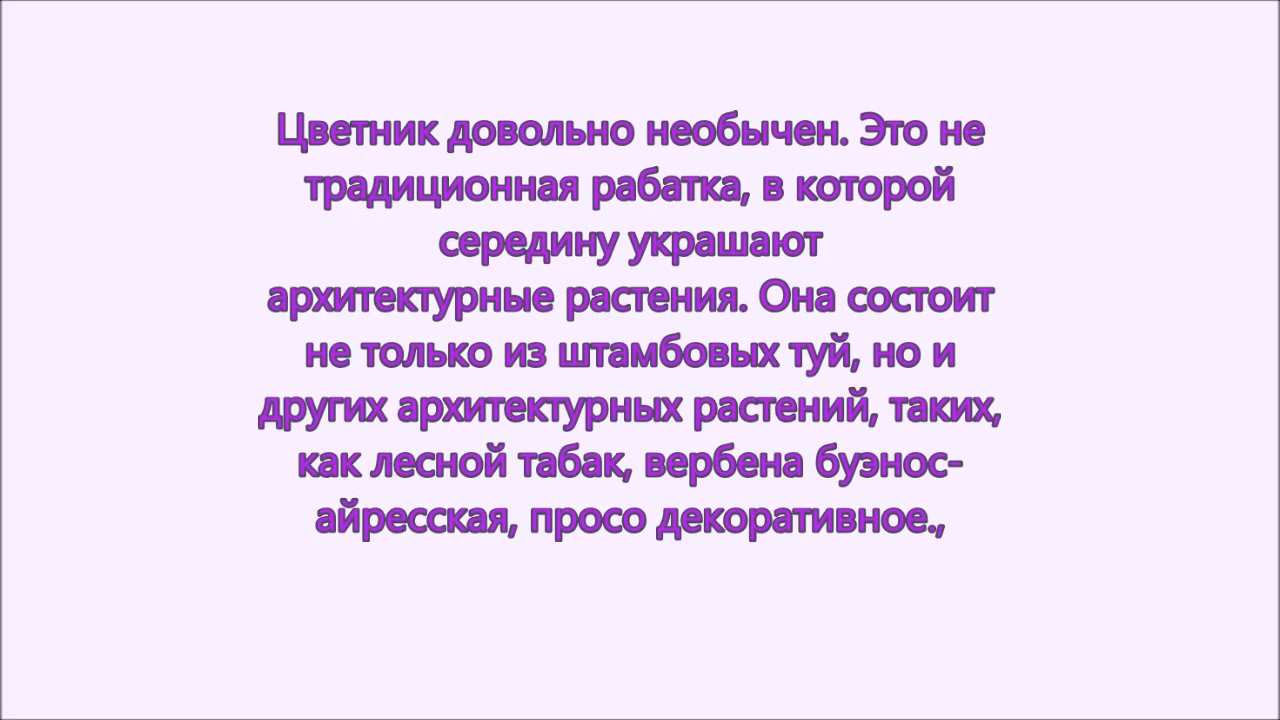 Цветник довольно необычен. Это не
традиционная рабатка, в которой
середину украшают
архитектурные растения. Она состоит
не только из штамбовых туй, но и
других архитектурных растений, таких,
как лесной табак, вербена буэнос-
айресская, просо декоративное.,